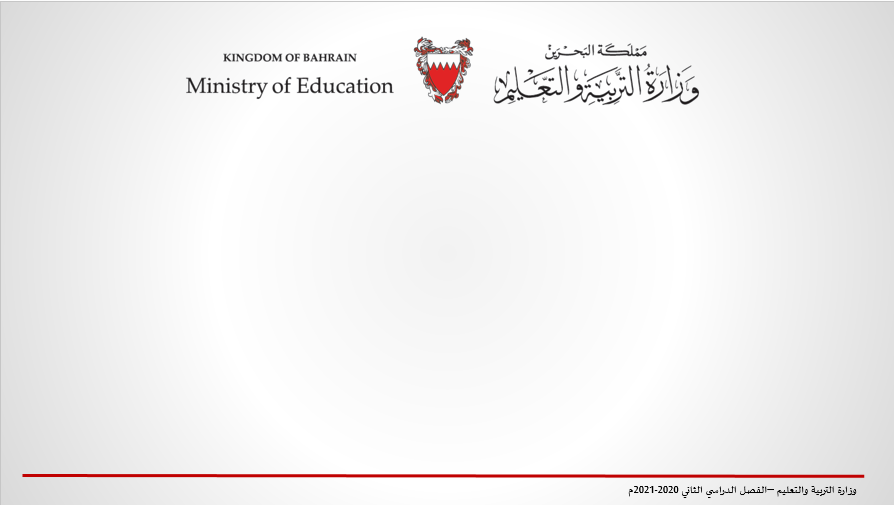 KINGDOM OF BAHRAIN
Ministry of Education
مملكة البحرين
وزارة التربية والتعليم
وزارة التربية والتعليم –الفصل الدراسي الثاني 2020-2021م